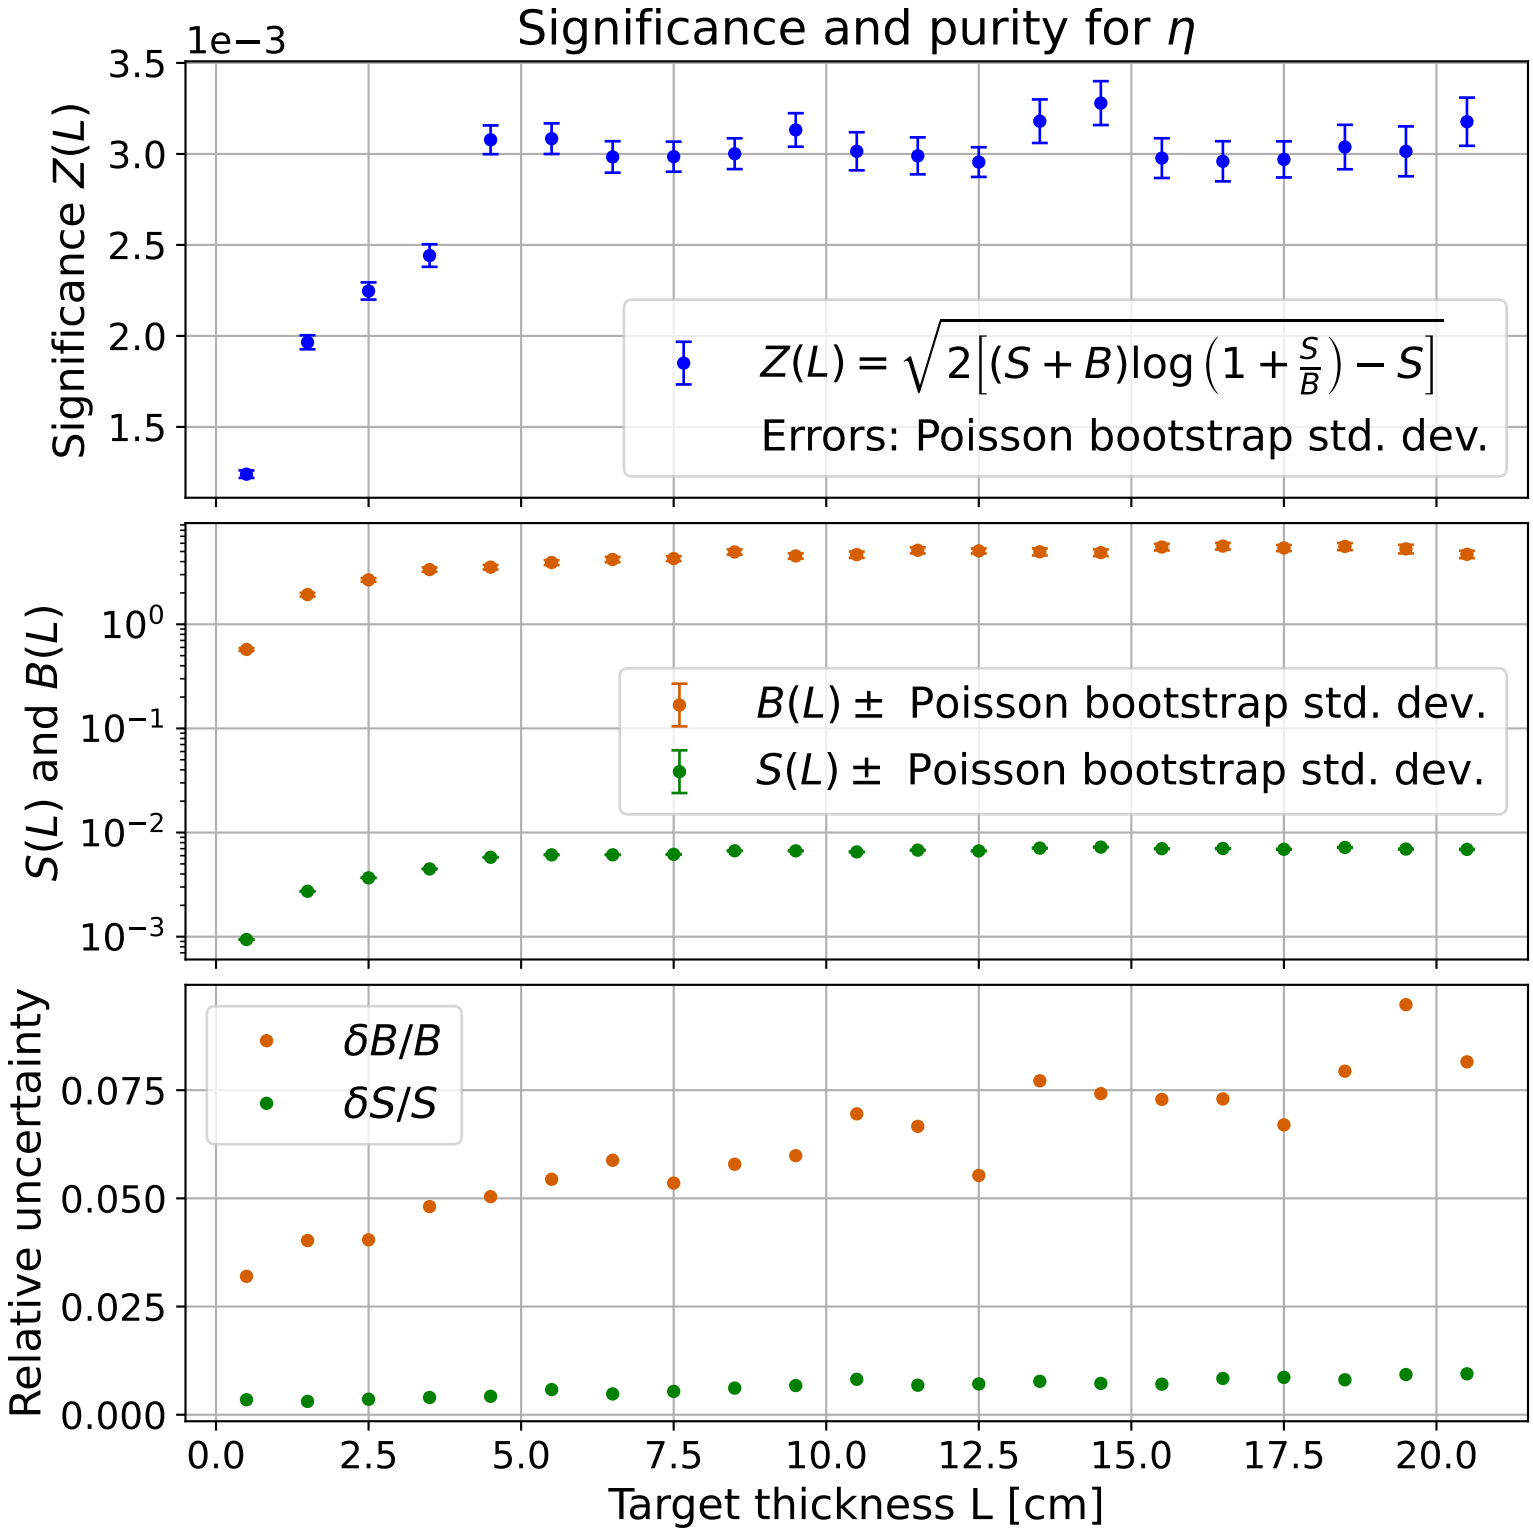 Significance and purity for η
1e−3
3.5
3.0
2.5
2.0
1.5
Significance Z(L)
Z(L) = √2[(S + B)log(1 + S/B) − S]
Errors: Poisson bootstrap std. dev.
10⁰
10⁻¹
10⁻²
10⁻³
S(L) and B(L)
B(L) ± Poisson bootstrap std. dev.
S(L) ± Poisson bootstrap std. dev.
0.075
0.050
0.025
0.000
Relative uncertainty
δB/B
δS/S
0.0 2.5 5.0 7.5 10.0 12.5 15.0 17.5 20.0
Target thickness L [cm]